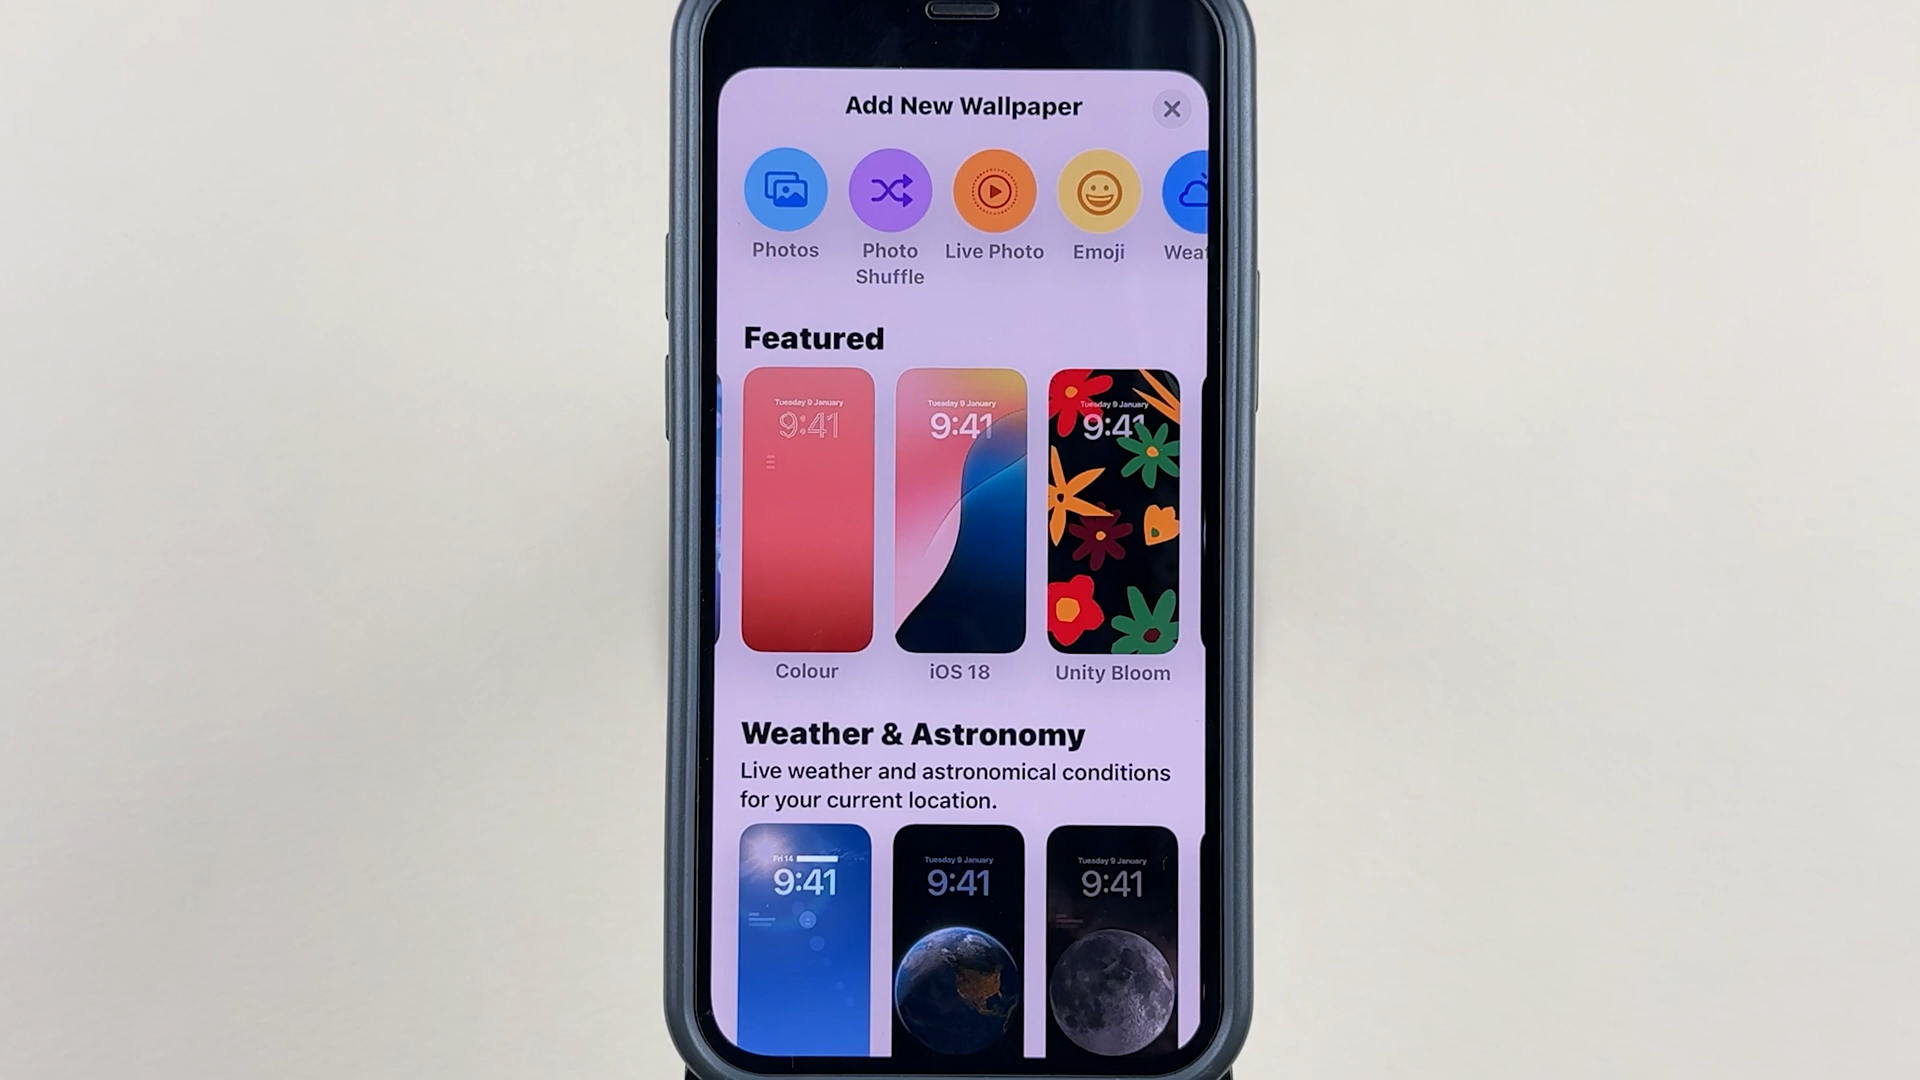 Add New Wallpaper
Photos
Photo
Shuffle
Live Photo
Emoji
Weat
Featured
Tuesday 9 January
9:41
Tuesday 9 January
9:41
Tuesday 9 January
9:41
Colour
iOS 18
Unity Bloom
Weather & Astronomy
Live weather and astronomical conditions
for your current location.
Fri 14
9:41
Tuesday 9 January
9:41
Tuesday 9 January
9:41